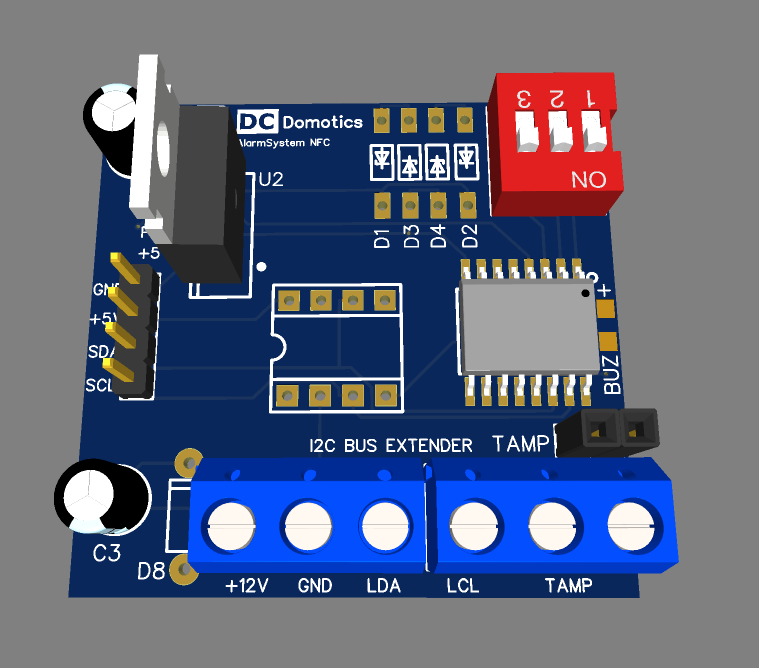 3 2 1
ON
DC Domotics
AlarmSystem NFC
U2
D1 D3 D4 D2
+5
+5V
SDA
SCL
+
BUZ
I2C BUS EXTENDER
TAMP
C3
D8
+12V GND LDA LCL TAMP